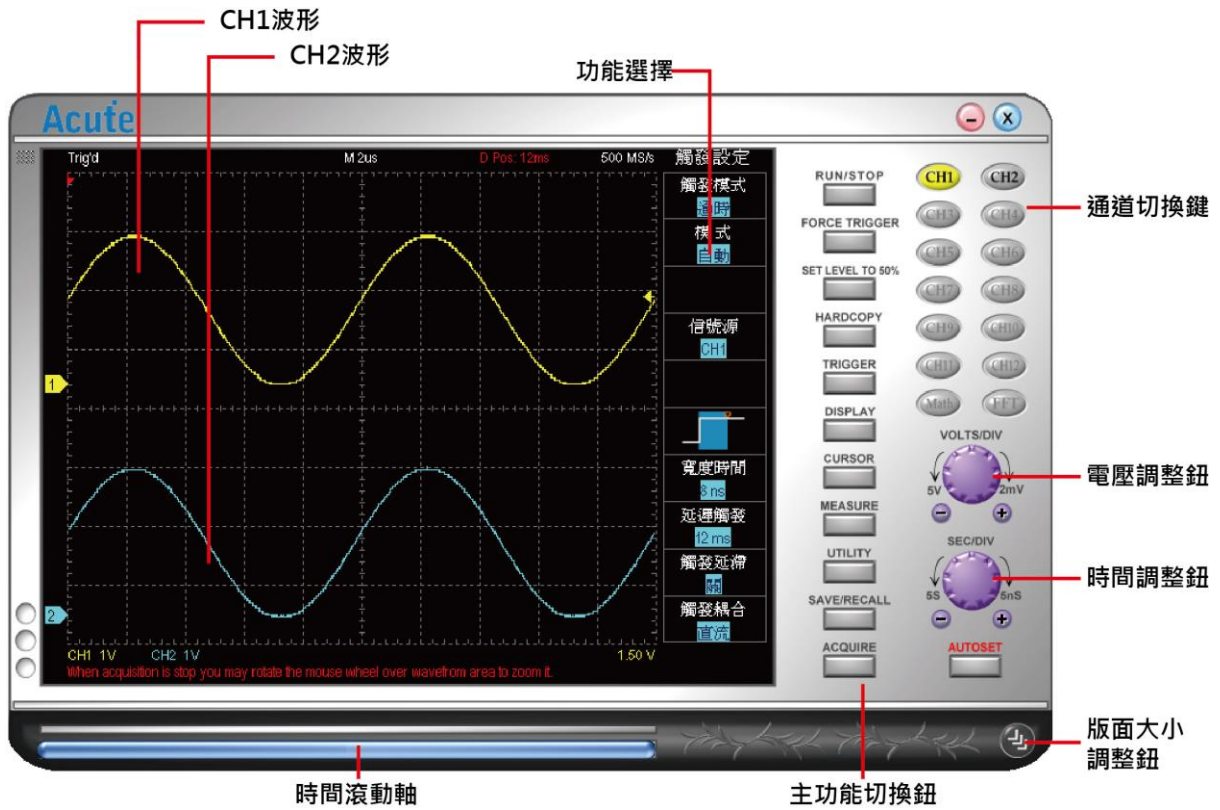 CH1波形
CH2波形
功能選擇
Acute
Trig'd M 2us D Pos: 12ms 500 MS/s 觸發設定
觸發模式
適時
模式
自動
信號源
CH1
寬度時間
8 ns
延遲觸發
12 ms
觸發延滯
關
觸發耦合
直流
1
2
CH1 1V CH2 1V 1.50 V
When acquisition is stop you may rotate the mouse wheel over wavefrom area to zoom it.
RUN/STOP
FORCE TRIGGER
SET LEVEL TO 50%
HARDCOPY
TRIGGER
DISPLAY
CURSOR
MEASURE
UTILITY
SAVE/RECALL
ACQUIRE
CH1 CH2
CH3 CH4
CH5 CH6
CH7 CH8
CH9 CH10
CH11 CH12
Math FFT
VOLTS/DIV
5V 2mV
SEC/DIV
5S 5nS
AUTOSET
通道切換鍵
電壓調整鈕
時間調整鈕
版面大小
調整鈕
時間滾動軸
主功能切換鈕